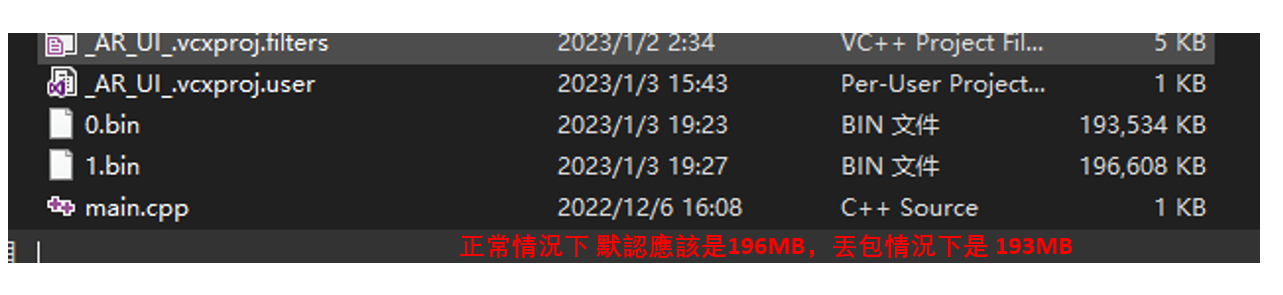 _AR_UI_.vcxproj.filters 2023/1/2 2:34 VC++ Project Fil... 5 KB
_AR_UI_.vcxproj.user 2023/1/3 15:43 Per-User Project... 1 KB
0.bin 2023/1/3 19:23 BIN 文件 193,534 KB
1.bin 2023/1/3 19:27 BIN 文件 196,608 KB
main.cpp 2022/12/6 16:08 C++ Source 1 KB
正常情況下 默認應該是196MB，丟包情況下是 193MB